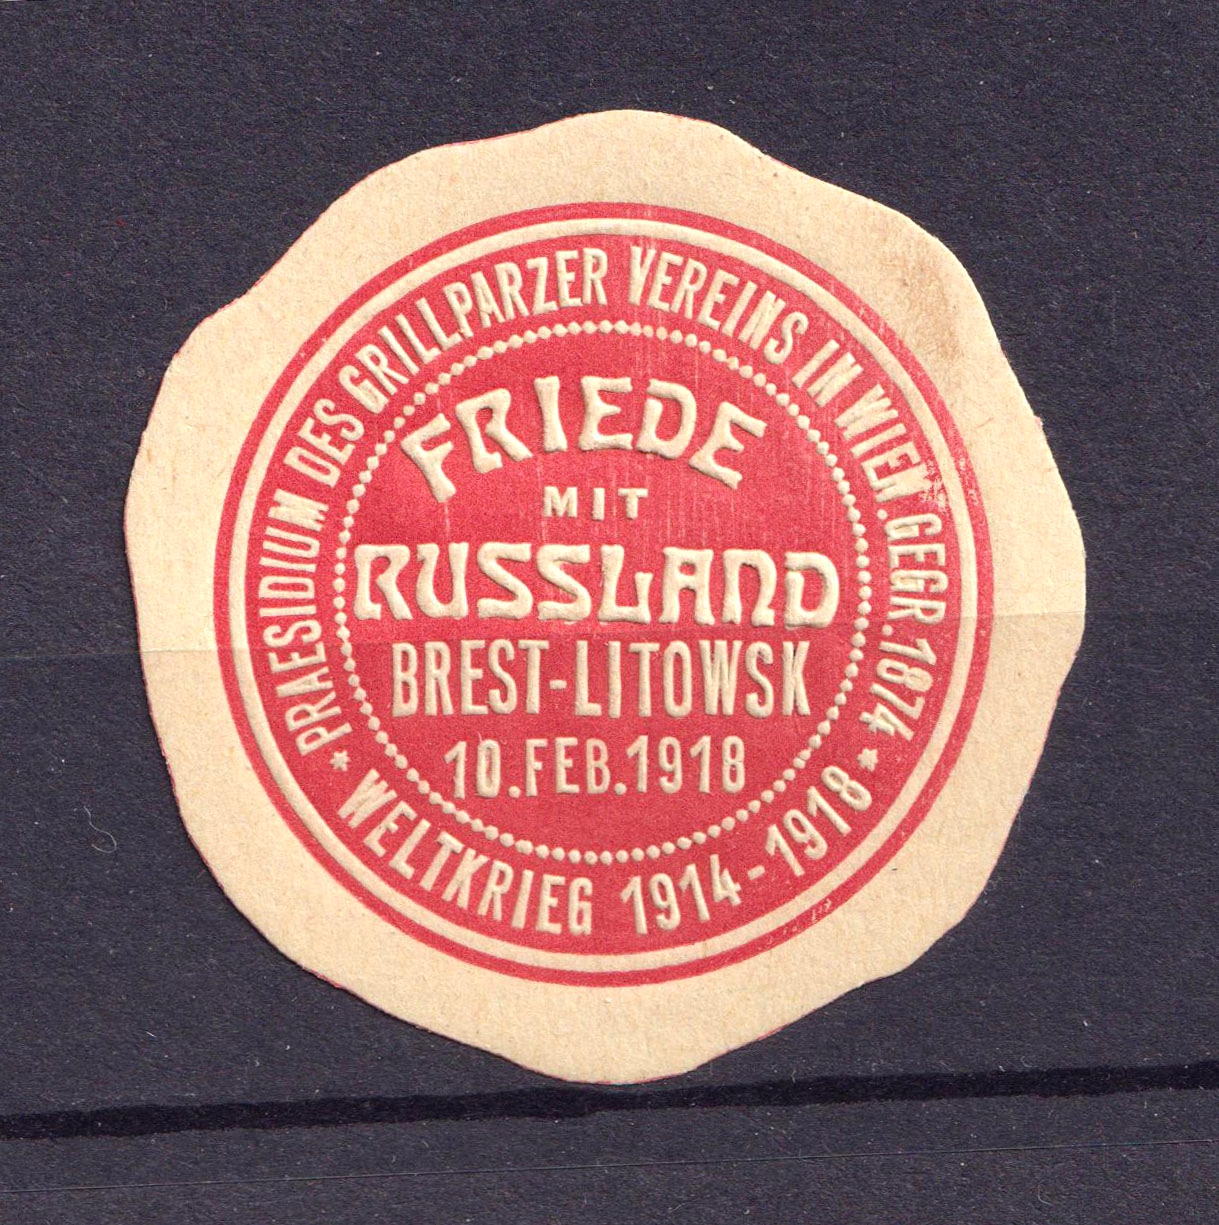 * PRAESIDIUM DES GRILLPARZER VEREINS IN WIEN. GEGR. 1874 *
FRIEDE
MIT
RUSSLAND
BREST-LITOWSK
10. FEB. 1918
WELTKRIEG 1914-1918